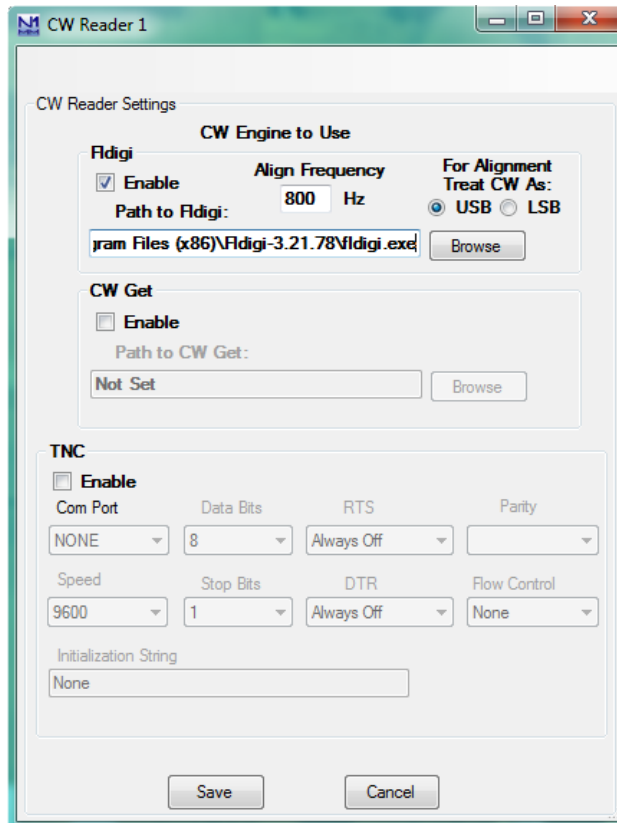 CW Reader 1
CW Reader Settings
CW Engine to Use
Fldigi
Enable
Align Frequency
800 Hz
For Alignment
Treat CW As:
USB LSB
Path to Fldigi:
ram Files (x86)\Fldigi-3.21.78\fldigi.exe
Browse
CW Get
Enable
Path to CW Get:
Not Set
Browse
TNC
Enable
Com Port Data Bits RTS Parity
NONE 8 Always Off
Speed Stop Bits DTR Flow Control
9600 1 Always Off None
Initialization String
None
Save Cancel